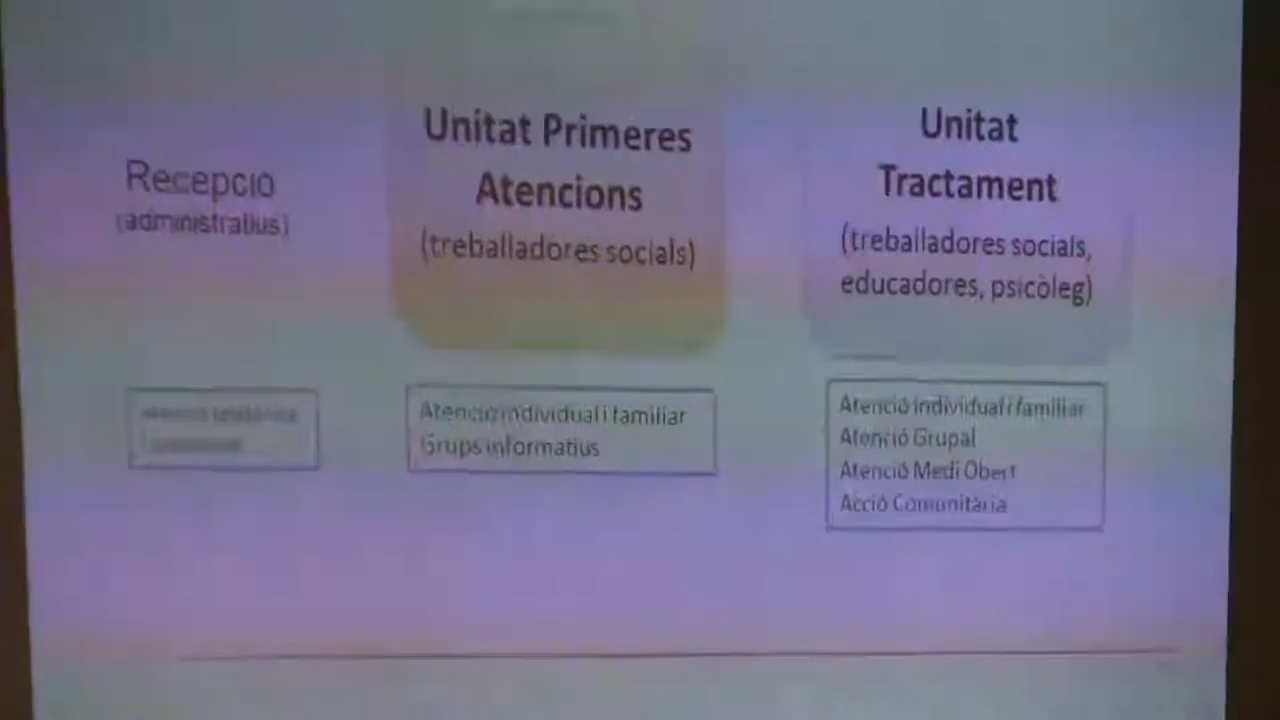 Recepció
(administratius)
Unitat Primeres
Atencions
(treballadores socials)
Atenció individual i familiar
Grups informatius
Unitat
Tractament
(treballadores socials,
educadores, psicòleg)
Atenció individual i familiar
Atenció Grupal
Atenció Medi Obert
Acció Comunitària